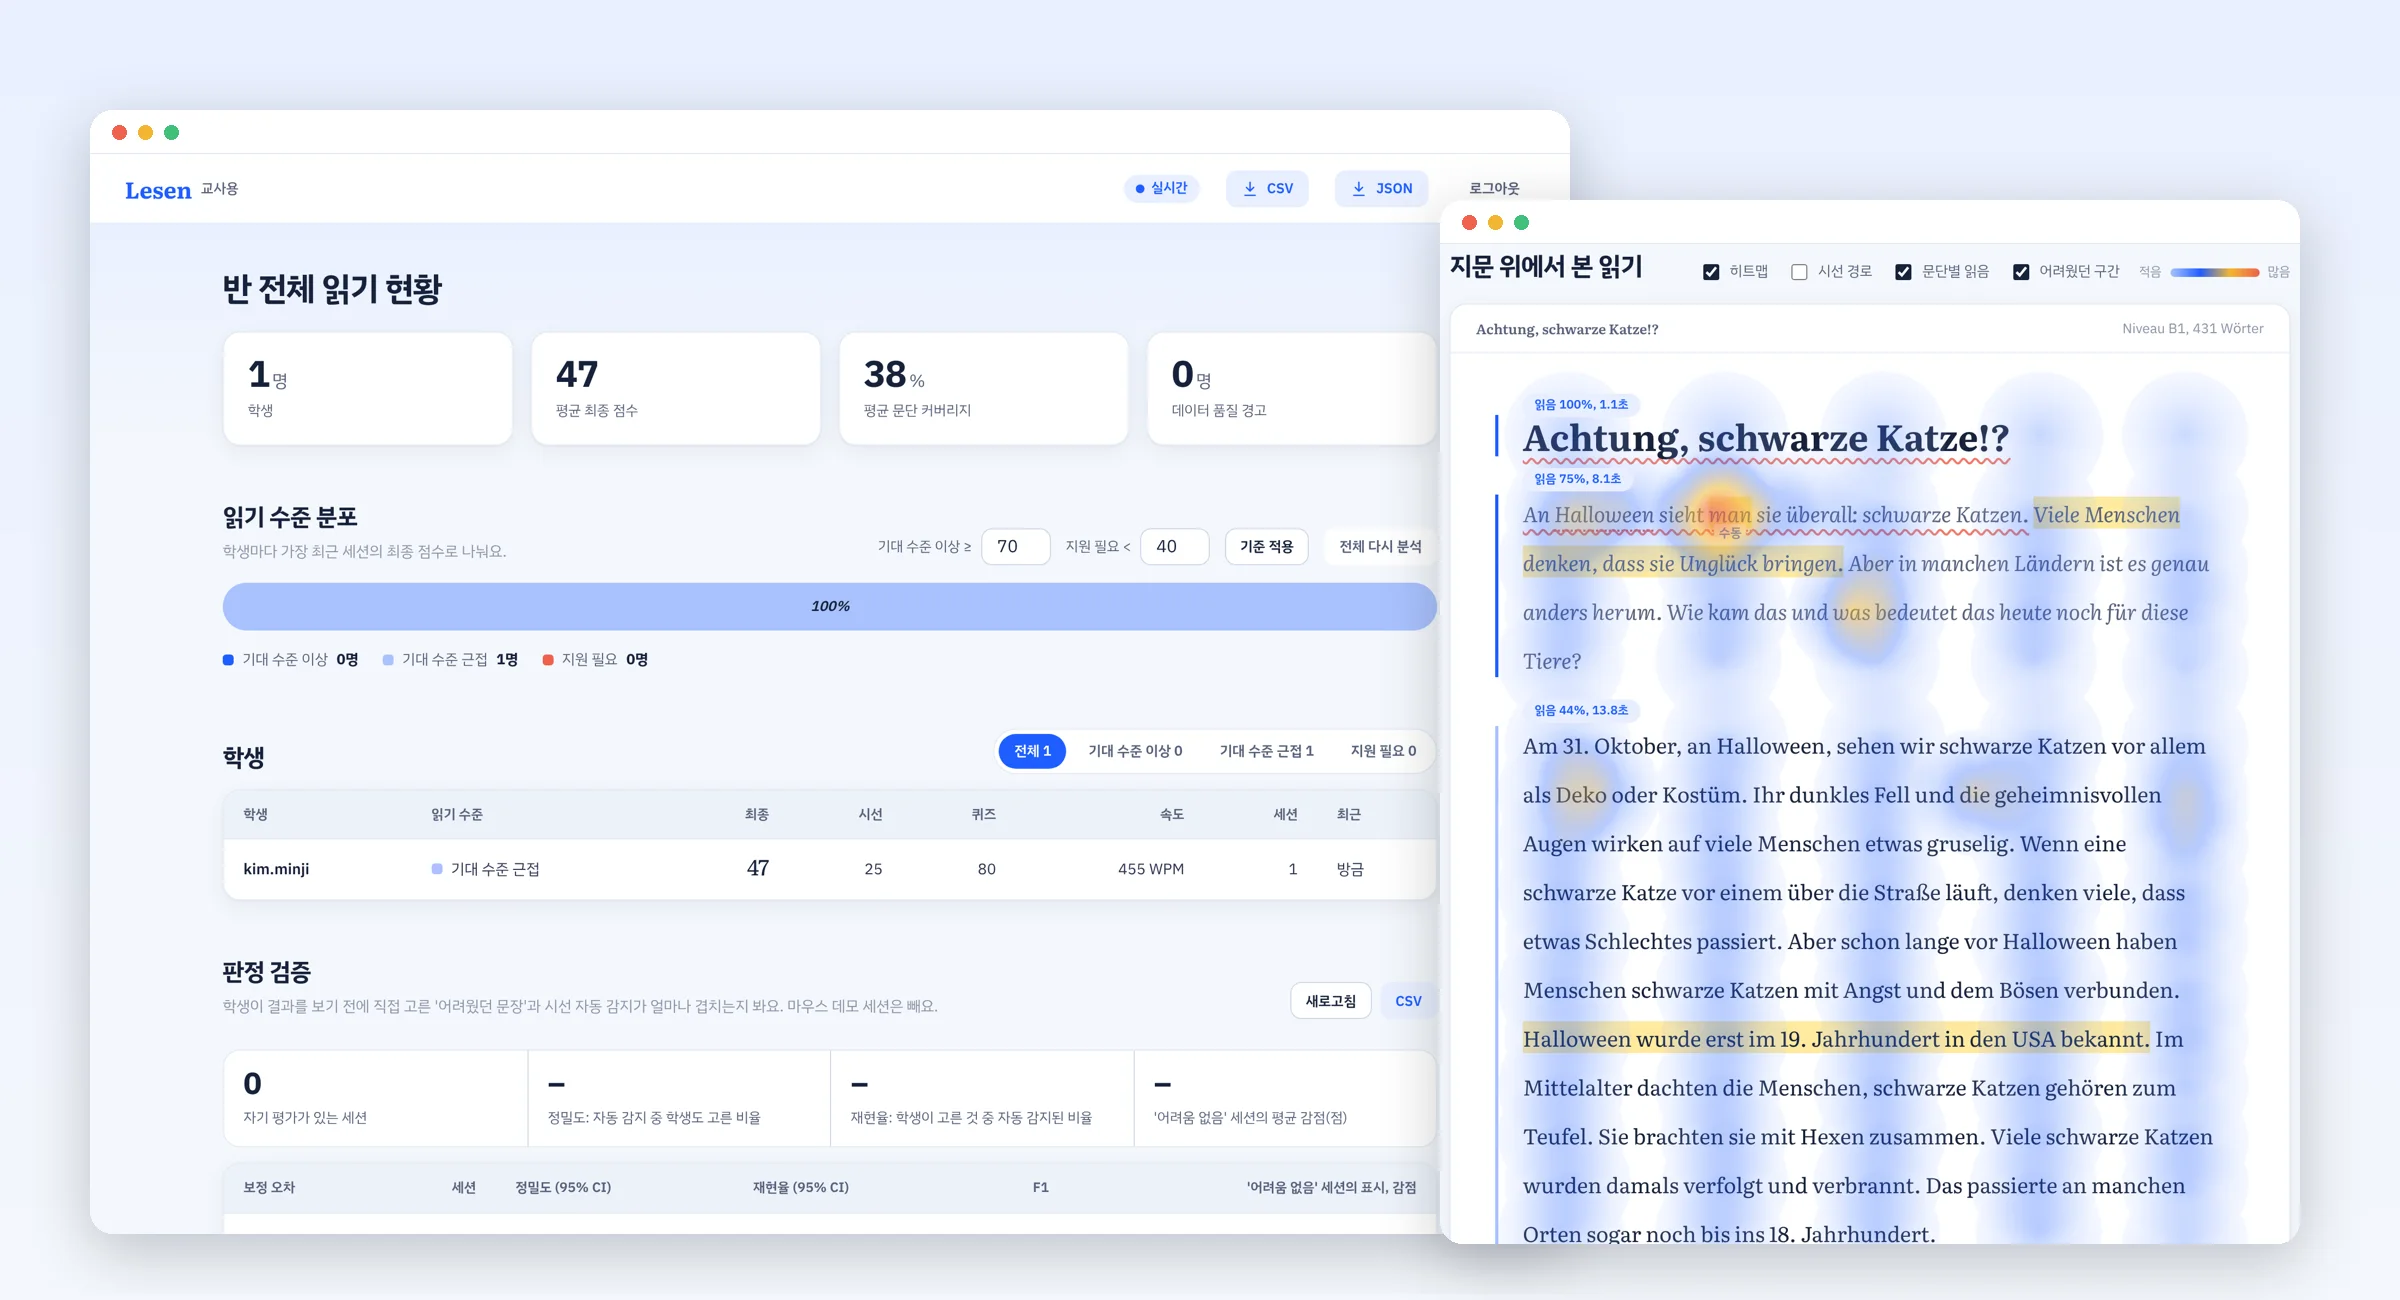 Lesen 교사용
실시간
CSV
JSON
로그아웃
반 전체 읽기 현황
1명
학생
47
평균 최종 점수
38%
평균 문단 커버리지
0명
데이터 품질 경고
읽기 수준 분포
학생마다 가장 최근 세션의 최종 점수로 나눠요.
기대 수준 이상 ≥ 70
지원 필요 < 40
기준 적용
전체 다시 분석
100%
기대 수준 이상 0명
기대 수준 근접 1명
지원 필요 0명
학생
전체 1
기대 수준 이상 0
기대 수준 근접 1
지원 필요 0
학생 읽기 수준 최종 시선 퀴즈 속도 세션 최근
kim.minji 기대 수준 근접 47 25 80 455 WPM 1 방금
판정 검증
학생이 결과를 보기 전에 직접 고른 '어려웠던 문장'과 시선 자동 감지가 얼마나 겹치는지 봐요. 마우스 데모 세션은 빼요.
새로고침
CSV
0
자기 평가가 있는 세션
–
정밀도: 자동 감지 중 학생도 고른 비율
–
재현율: 학생이 고른 것 중 자동 감지된 비율
–
'어려움 없음' 세션의 평균 감점(점)
보정 오차 세션 정밀도 (95% CI) 재현율 (95% CI) F1 '어려움 없음' 세션의 표시, 감점
지문 위에서 본 읽기
히트맵
시선 경로
문단별 읽음
어려웠던 구간
적음
많음
Achtung, schwarze Katze!?
Niveau B1, 431 Wörter
읽음 100%, 1.1초
Achtung, schwarze Katze!?
읽음 75%, 8.1초
An Halloween sieht man sie überall: schwarze Katzen. Viele Menschen
수동
denken, dass sie Unglück bringen. Aber in manchen Ländern ist es genau
anders herum. Wie kam das und was bedeutet das heute noch für diese
Tiere?
읽음 44%, 13.8초
Am 31. Oktober, an Halloween, sehen wir schwarze Katzen vor allem
als Deko oder Kostüm. Ihr dunkles Fell und die geheimnisvollen
Augen wirken auf viele Menschen etwas gruselig. Wenn eine
schwarze Katze vor einem über die Straße läuft, denken viele, dass
etwas Schlechtes passiert. Aber schon lange vor Halloween haben
Menschen schwarze Katzen mit Angst und dem Bösen verbunden.
Halloween wurde erst im 19. Jahrhundert in den USA bekannt. Im
Mittelalter dachten die Menschen, schwarze Katzen gehören zum
Teufel. Sie brachten sie mit Hexen zusammen. Viele schwarze Katzen
wurden damals verfolgt und verbrannt. Das passierte an manchen
Orten sogar noch bis ins 18. Jahrhundert.